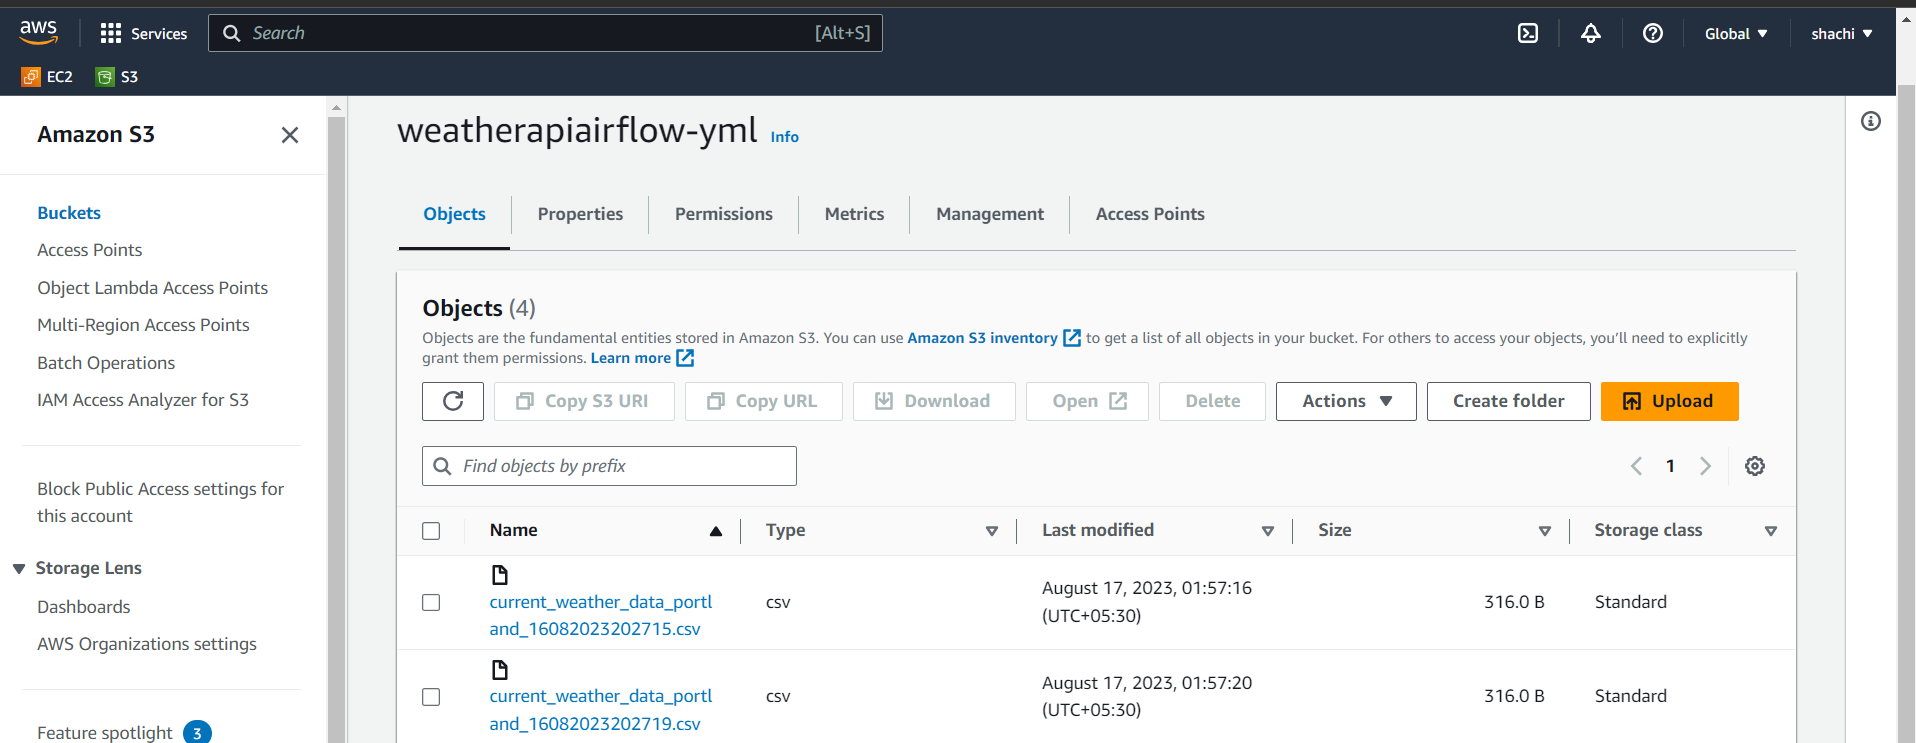 aws
Services
Search
[Alt+S]
Global
shachi
EC2
S3
Amazon S3
Buckets
Access Points
Object Lambda Access Points
Multi-Region Access Points
Batch Operations
IAM Access Analyzer for S3
Block Public Access settings for
this account
Storage Lens
Dashboards
AWS Organizations settings
Feature spotlight 3
weatherapiairflow-yml Info
Objects
Properties
Permissions
Metrics
Management
Access Points
Objects (4)
Objects are the fundamental entities stored in Amazon S3. You can use Amazon S3 inventory to get a list of all objects in your bucket. For others to access your objects, you'll need to explicitly
grant them permissions. Learn more
Copy S3 URI
Copy URL
Download
Open
Delete
Actions
Create folder
Upload
Find objects by prefix
1
Name
Type
Last modified
Size
Storage class
current_weather_data_portl
and_16082023202715.csv
csv
August 17, 2023, 01:57:16
(UTC+05:30)
316.0 B
Standard
current_weather_data_portl
and_16082023202719.csv
csv
August 17, 2023, 01:57:20
(UTC+05:30)
316.0 B
Standard